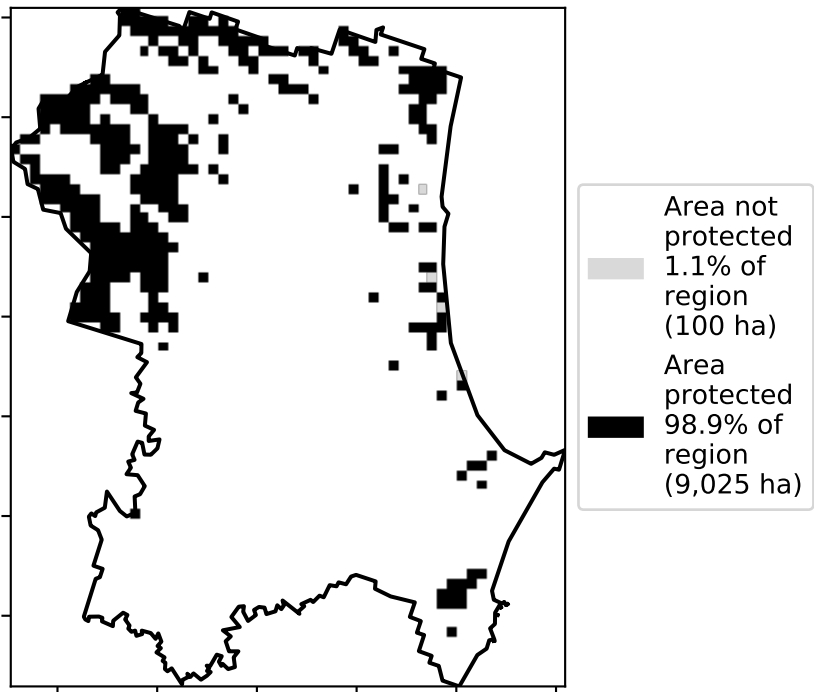 Area not
protected
1.1% of
region
(100 ha)
Area
protected
98.9% of
region
(9,025 ha)